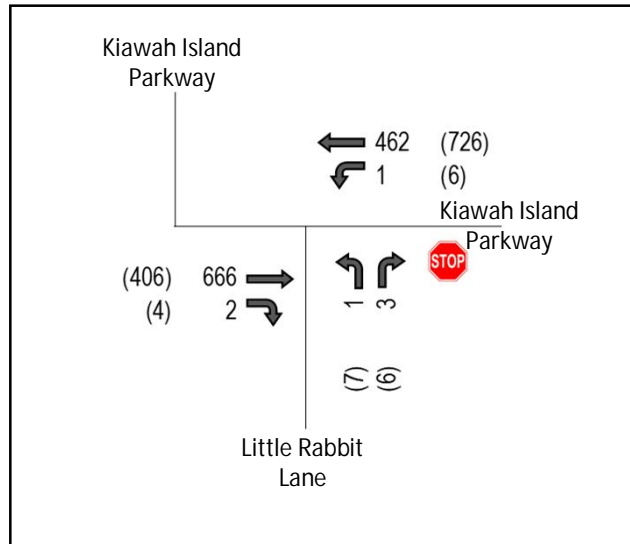 Kiawah Island
Parkway
462 (726)
1 (6)
Kiawah Island
Parkway
(406) 666
STOP
(4) 2
1 3
(7) (6)
Little Rabbit
Lane